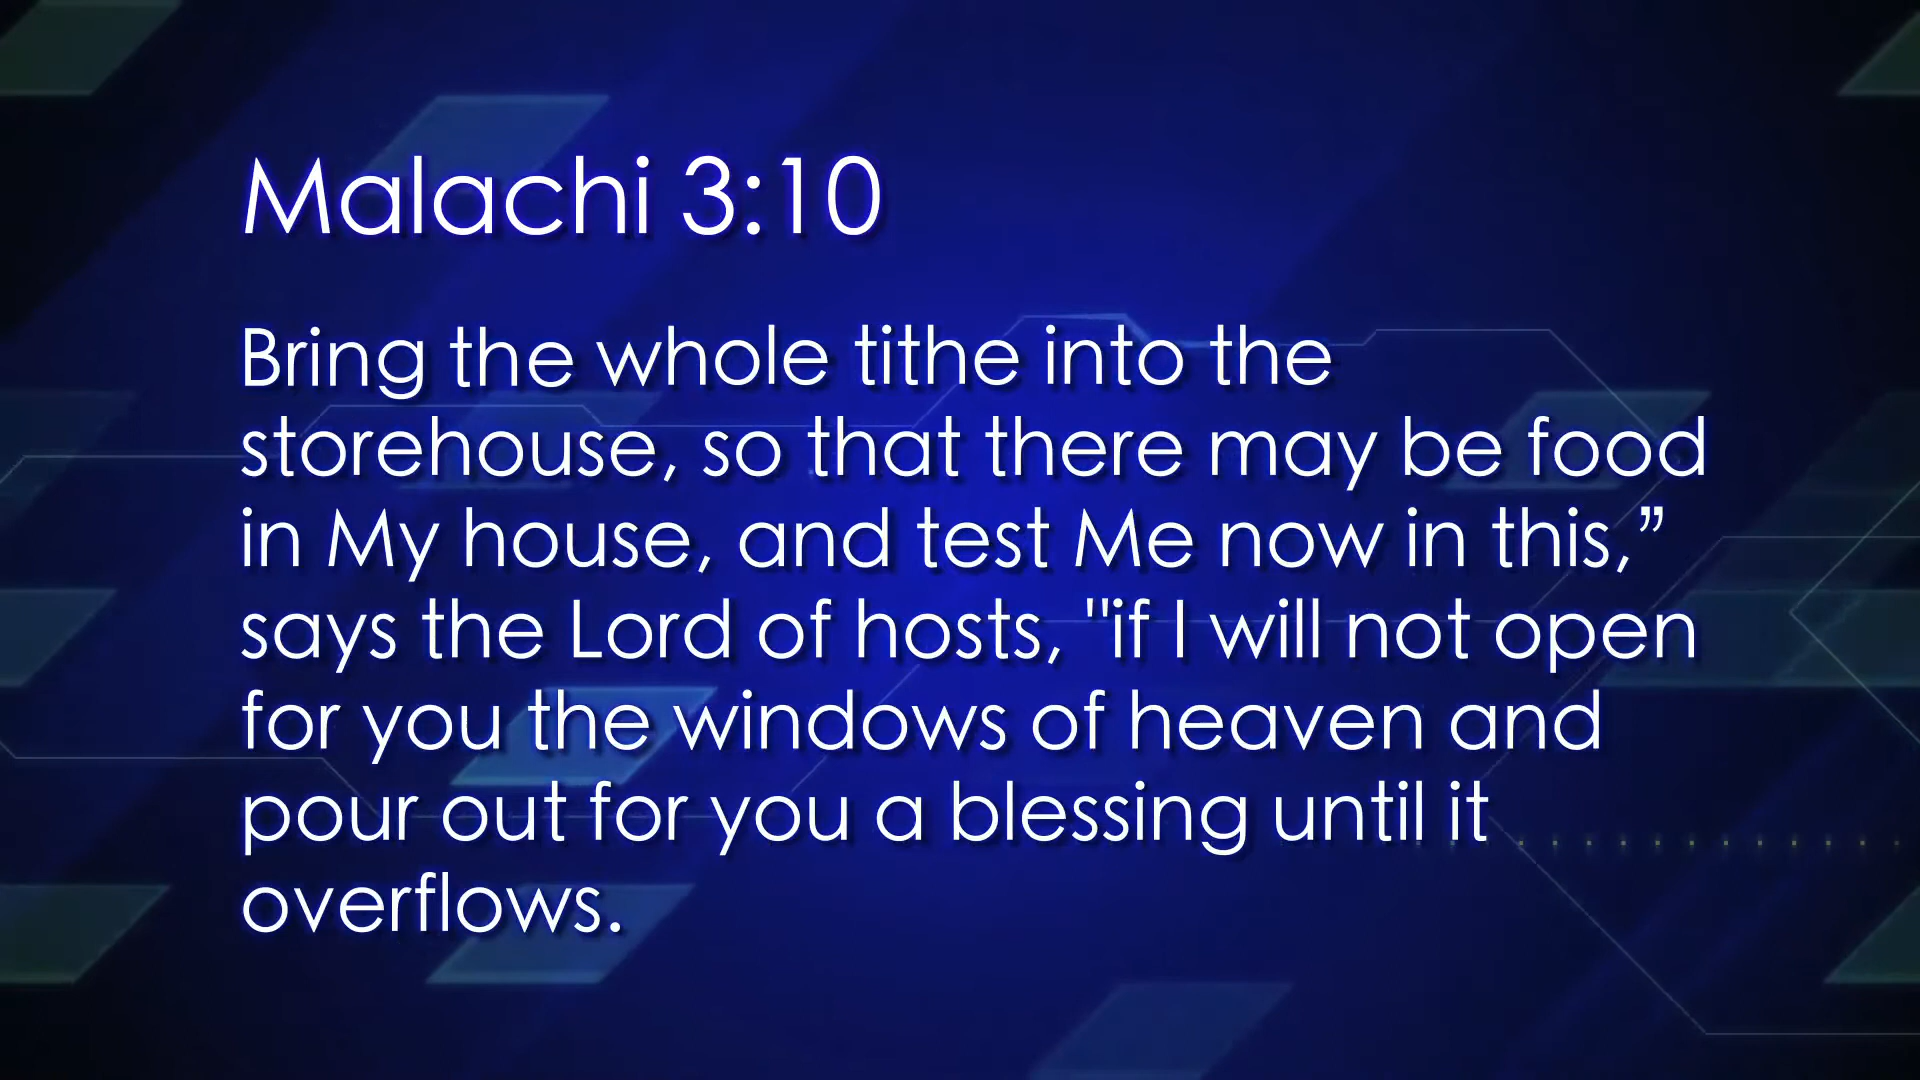 Malachi 3:10
Bring the whole tithe into the
storehouse, so that there may be food
in My house, and test Me now in this,”
says the Lord of hosts, "if I will not open
for you the windows of heaven and
pour out for you a blessing until it
overflows.